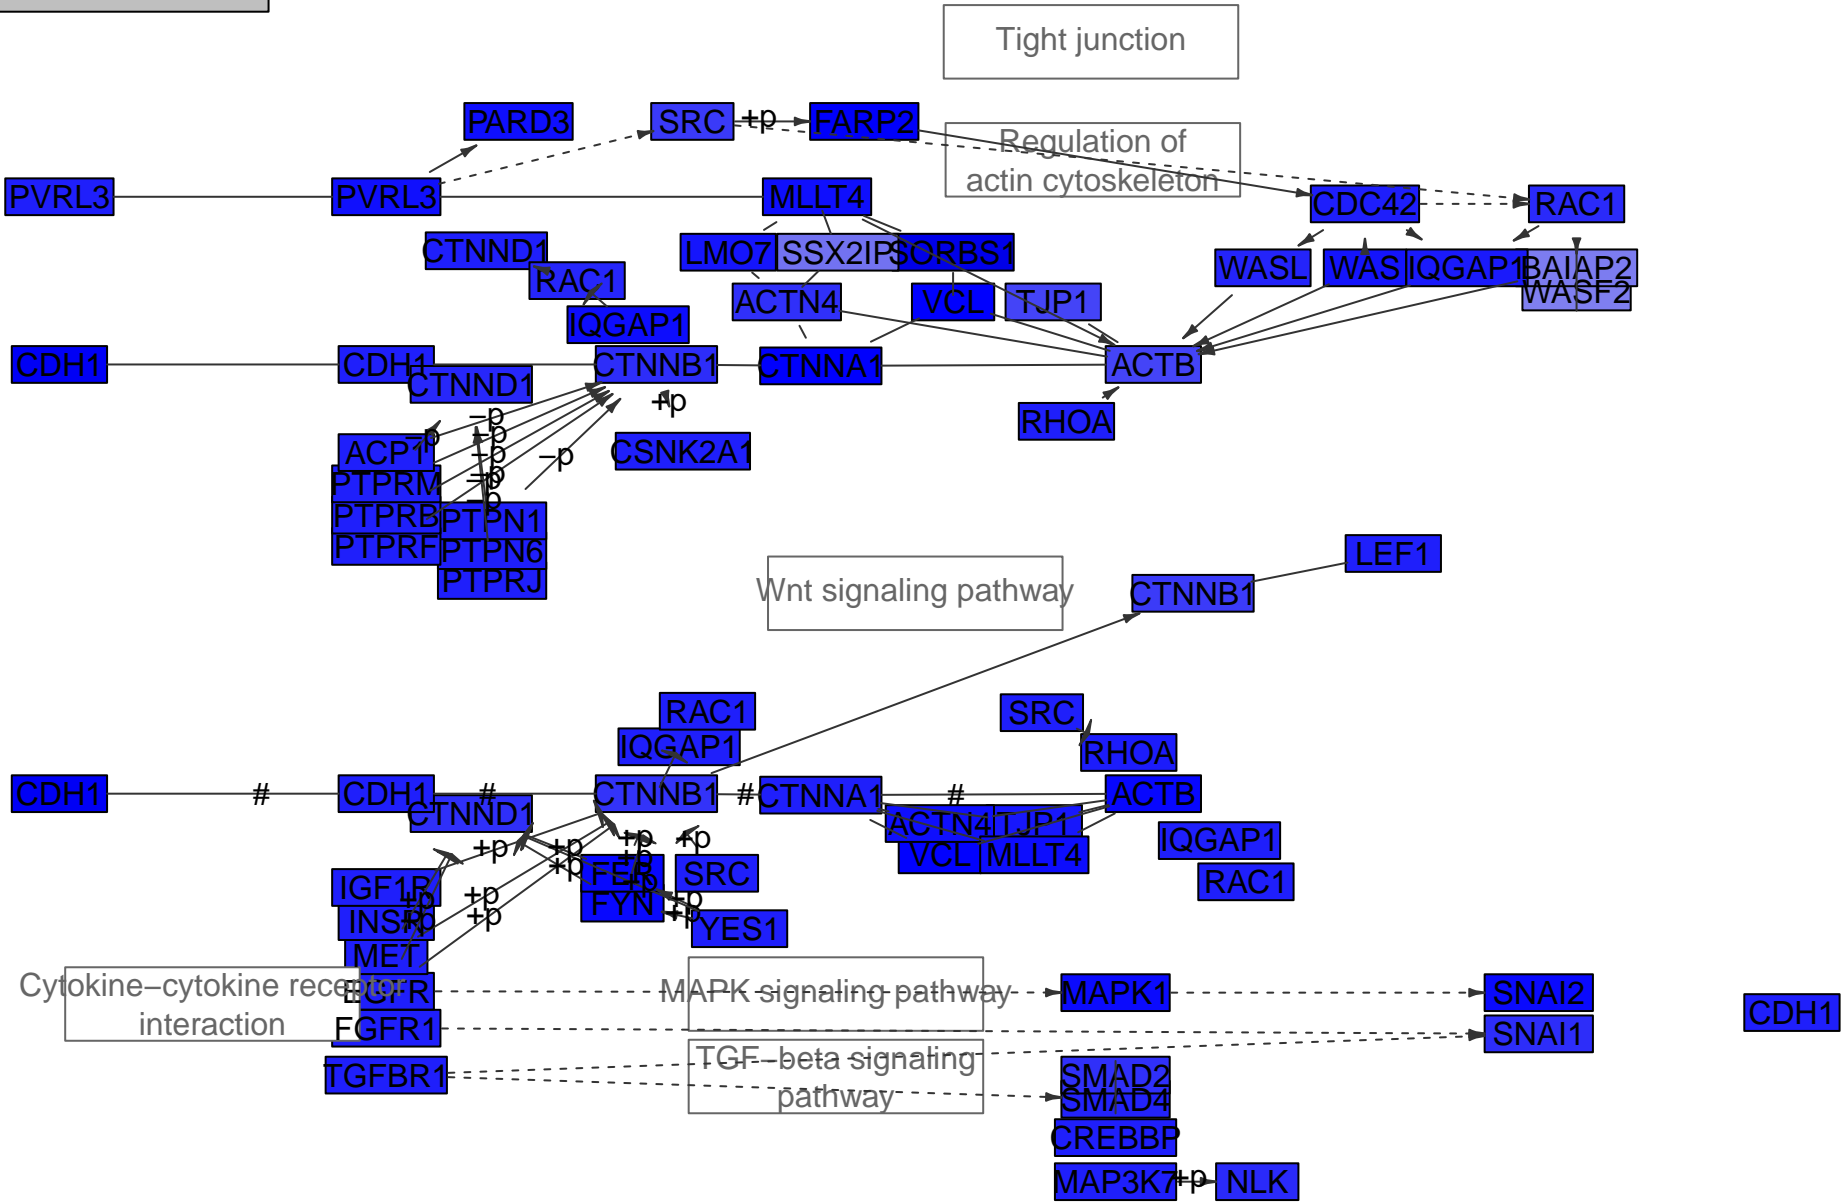 Tight junction
PARD3
SRC
+p
FARP2
Regulation of
actin cytoskeleton
PVRL3
PVRL3
MLLT4
CDC42
RAC1
CTNND1
RAC1
IQGAP1
LMO7
SSX2IP
SORBS1
ACTN4
VCL
TJP1
WASL
WAS
IQGAP1
BAIAP2
WASF2
CDH1
CDH1
CTNND1
CTNNB1
CTNNA1
ACTB
+p
RHOA
−p
−p
−p
−p
−p
−p
−p
−p
ACP1
CSNK2A1
PTPRM
PTPRB
PTPN1
PTPRF
PTPN6
PTPRJ
LEF1
Wnt signaling pathway
CTNNB1
RAC1
IQGAP1
SRC
RHOA
CDH1
#
CDH1
#
CTNND1
CTNNB1
#
CTNNA1
#
ACTB
ACTN4
TJP1
VCL
MLLT4
IQGAP1
RAC1
+p
+p
+p
+p
+p
+p
+p
FER
SRC
FYN
YES1
+p
+p
IGF1R
+p
+p
INSR
+p
+p
MET
Cytokine−cytokine receptor
interaction
EGFR
MAPK signaling pathway
MAPK1
SNAI2
CDH1
FGFR1
SNAI1
TGFBR1
TGF−beta signaling
pathway
SMAD2
SMAD4
CREBBP
MAP3K7
+p
NLK